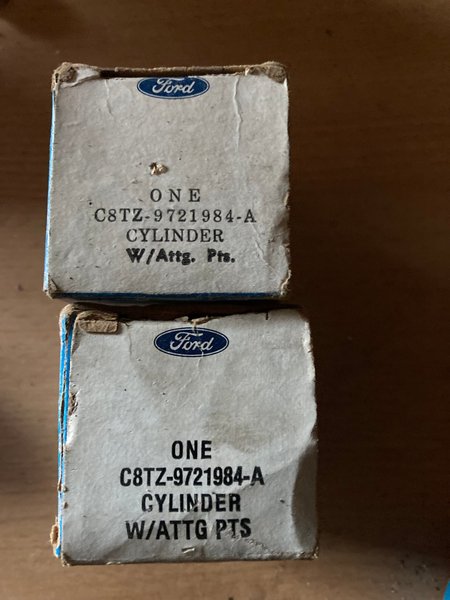 Ford
ONE
C8TZ-9721984-A
CYLINDER
W/Attg. Pts.
Ford
ONE
C8TZ-9721984-A
CYLINDER
W/ATTG PTS